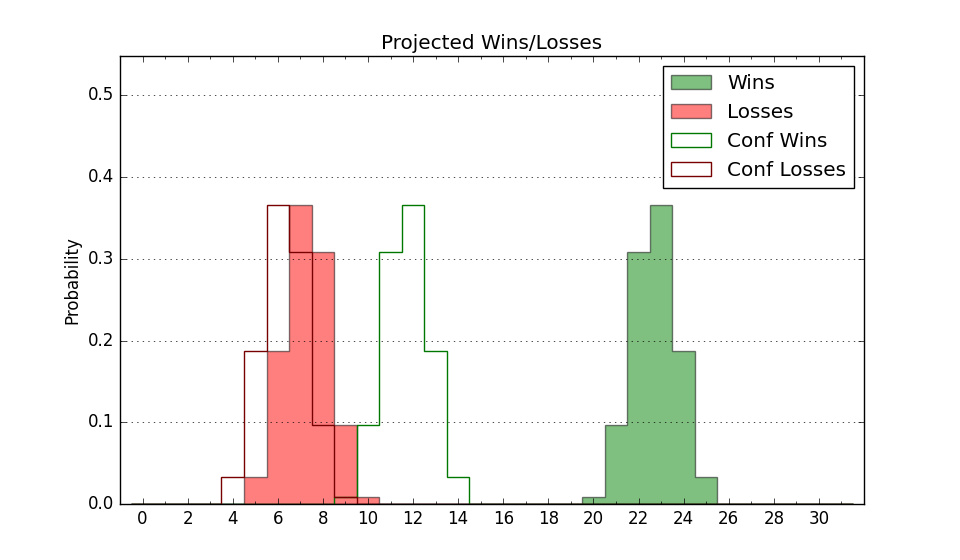 Projected Wins/Losses
Wins
Losses
Conf Wins
Conf Losses
Probability
0.5
0.4
0.3
0.2
0.1
0.0
0 2 4 6 8 10 12 14 16 18 20 22 24 26 28 30